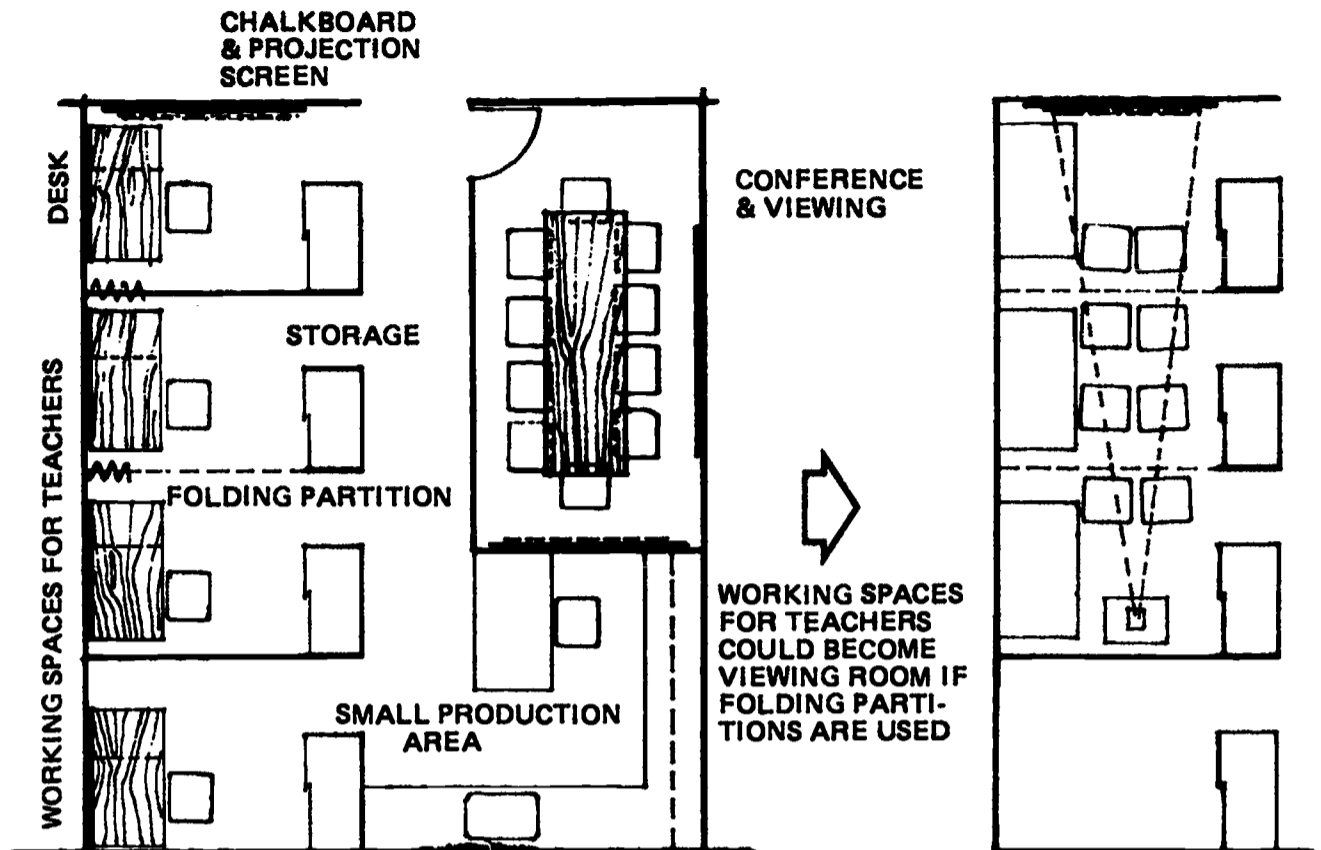 CHALKBOARD
& PROJECTION
SCREEN
DESK
CONFERENCE
& VIEWING
STORAGE
WORKING SPACES FOR TEACHERS
FOLDING PARTITION
WORKING SPACES
FOR TEACHERS
COULD BECOME
VIEWING ROOM IF
FOLDING PARTI-
TIONS ARE USED
SMALL PRODUCTION
AREA